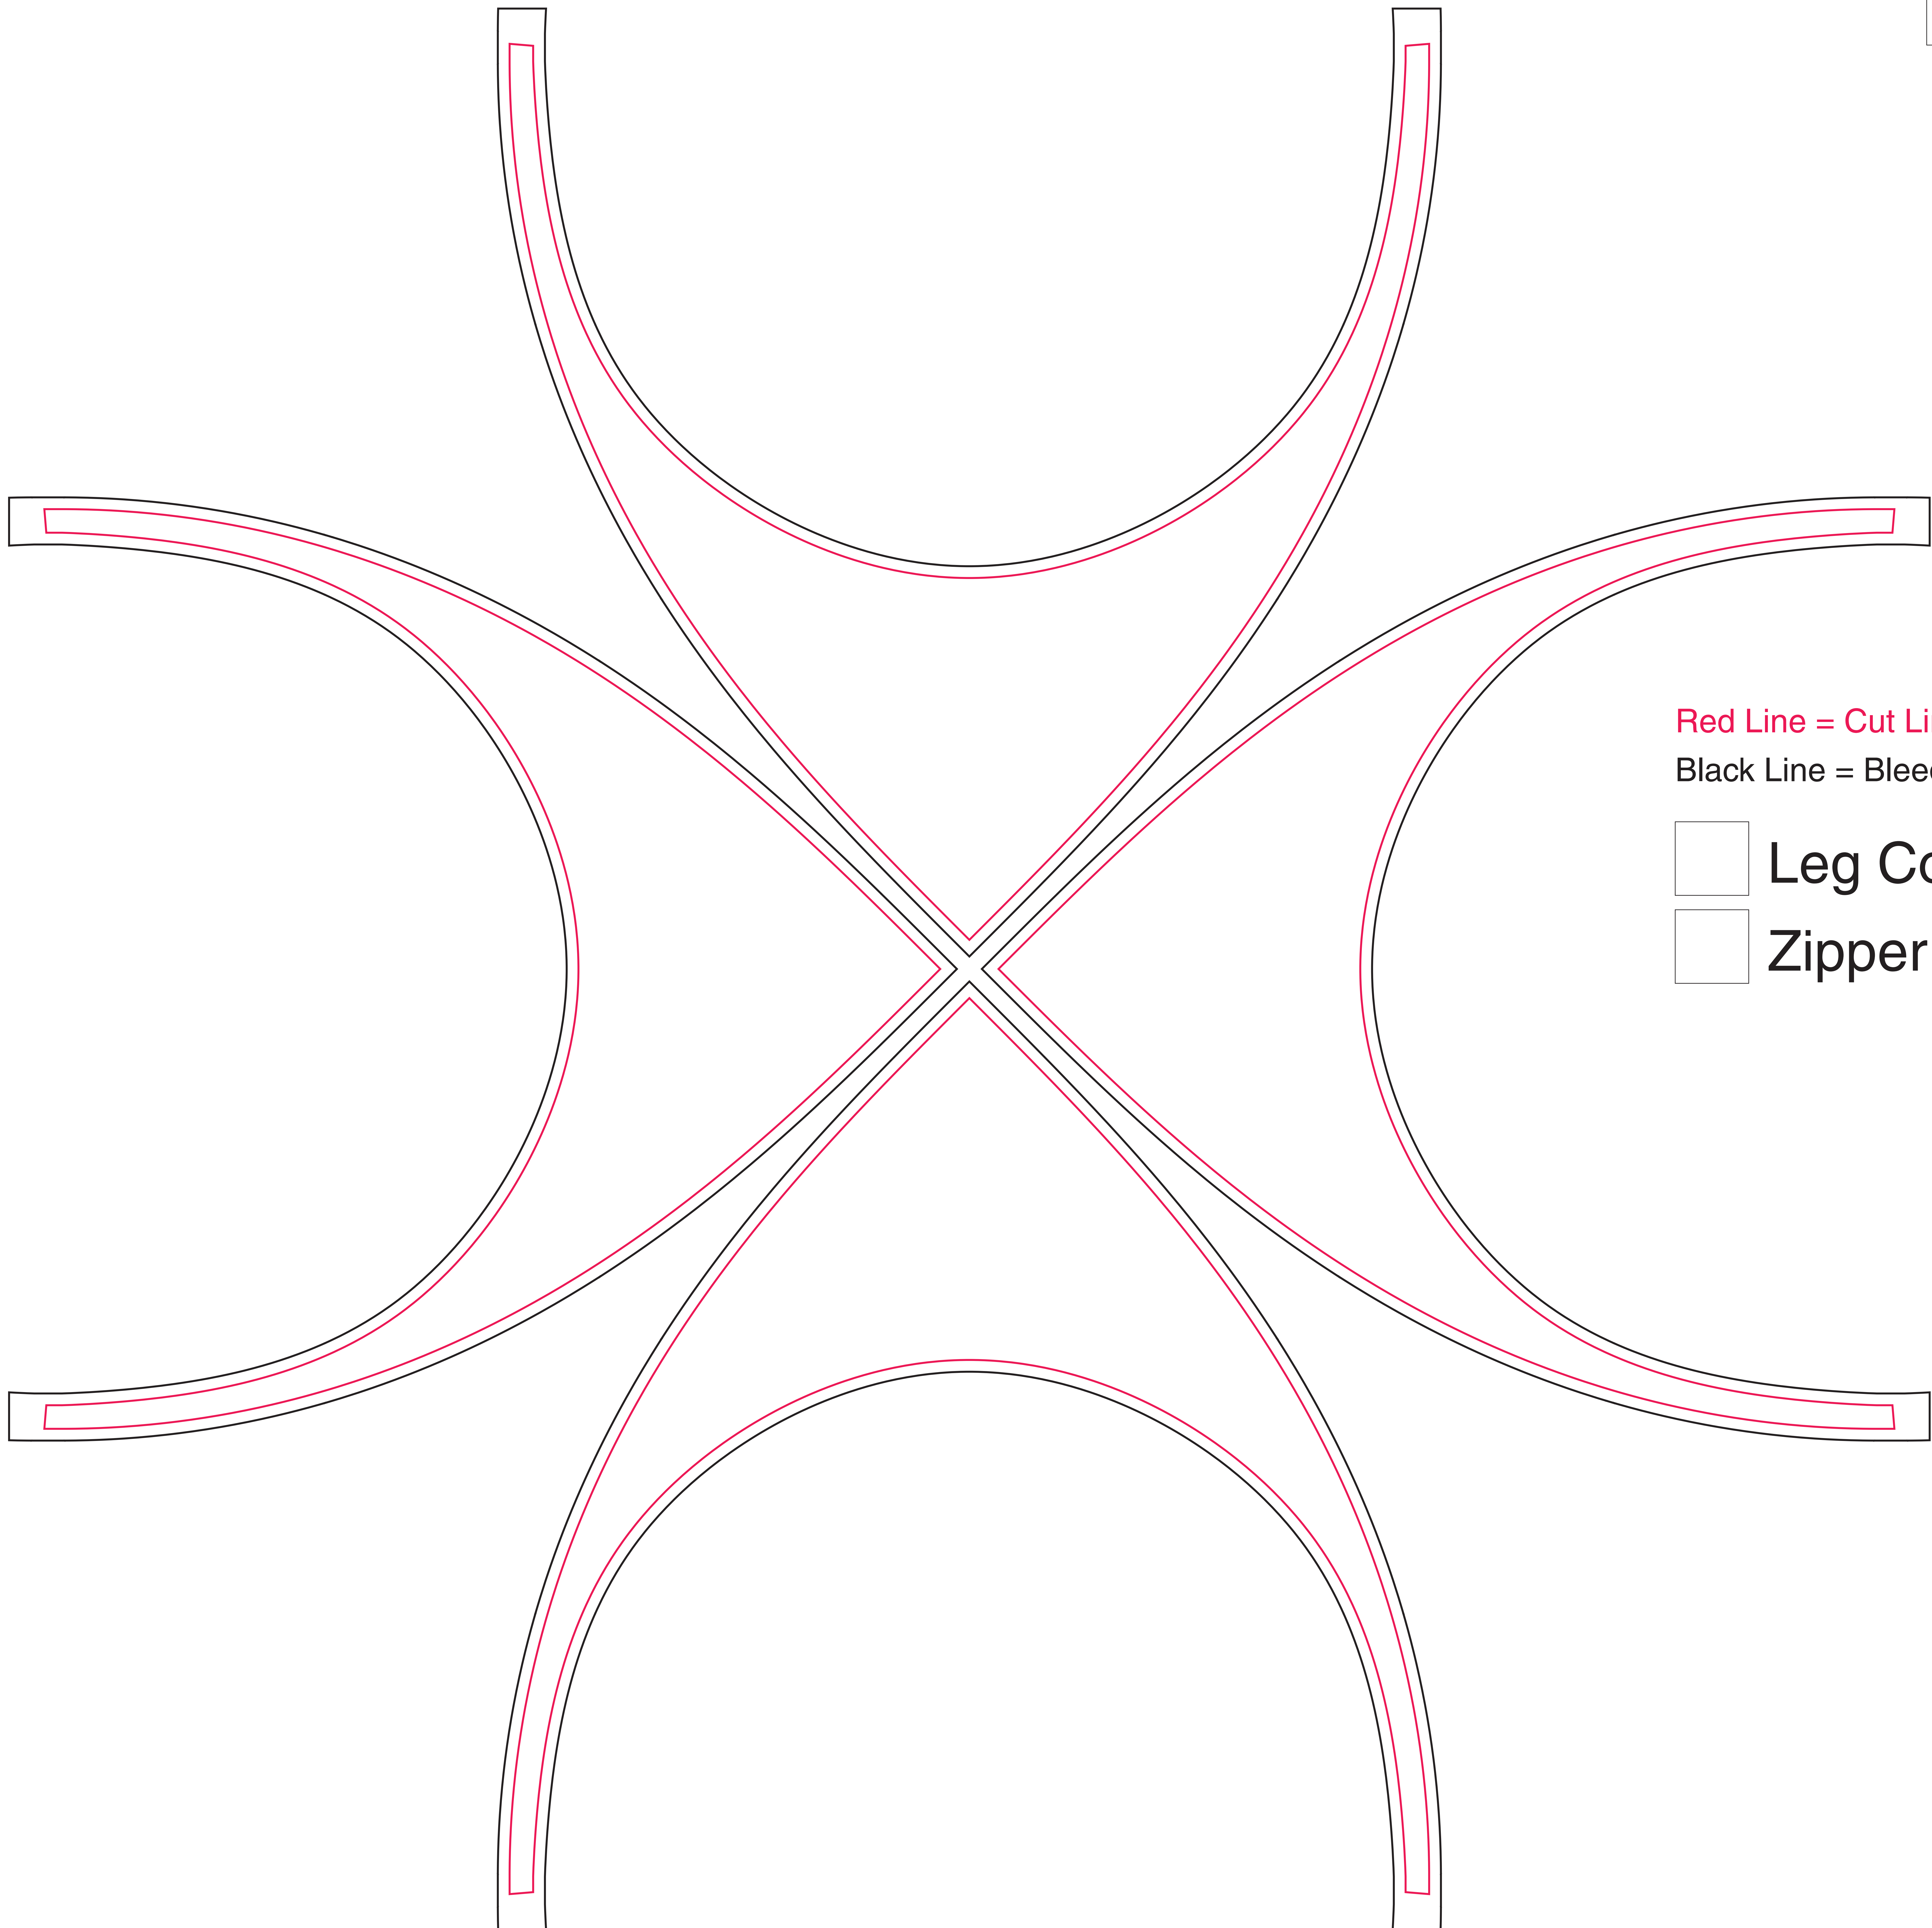 Red Line = Cut Li
Black Line = Blee
Leg Co
Zipper